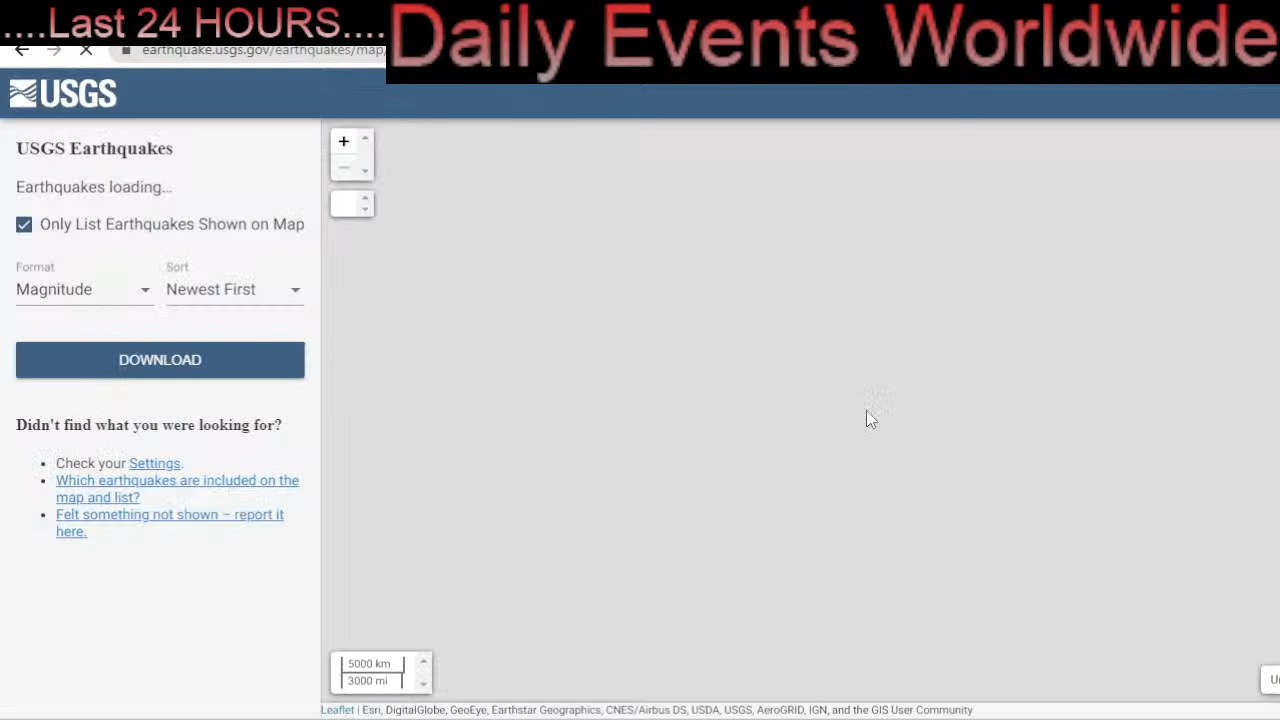 ....Last 24 HOURS....
Daily Events Worldwide
earthquake.usgs.gov/earthquakes/map/
USGS
USGS Earthquakes
Earthquakes loading...
Only List Earthquakes Shown on Map
Format
Sort
Magnitude
Newest First
DOWNLOAD
Didn't find what you were looking for?
Check your Settings.
Which earthquakes are included on the
map and list?
Felt something not shown – report it
here.
+
−
5000 km
3000 mi
Leaflet | Esri, DigitalGlobe, GeoEye, Earthstar Geographics, CNES/Airbus DS, USDA, USGS, AeroGRID, IGN, and the GIS User Community